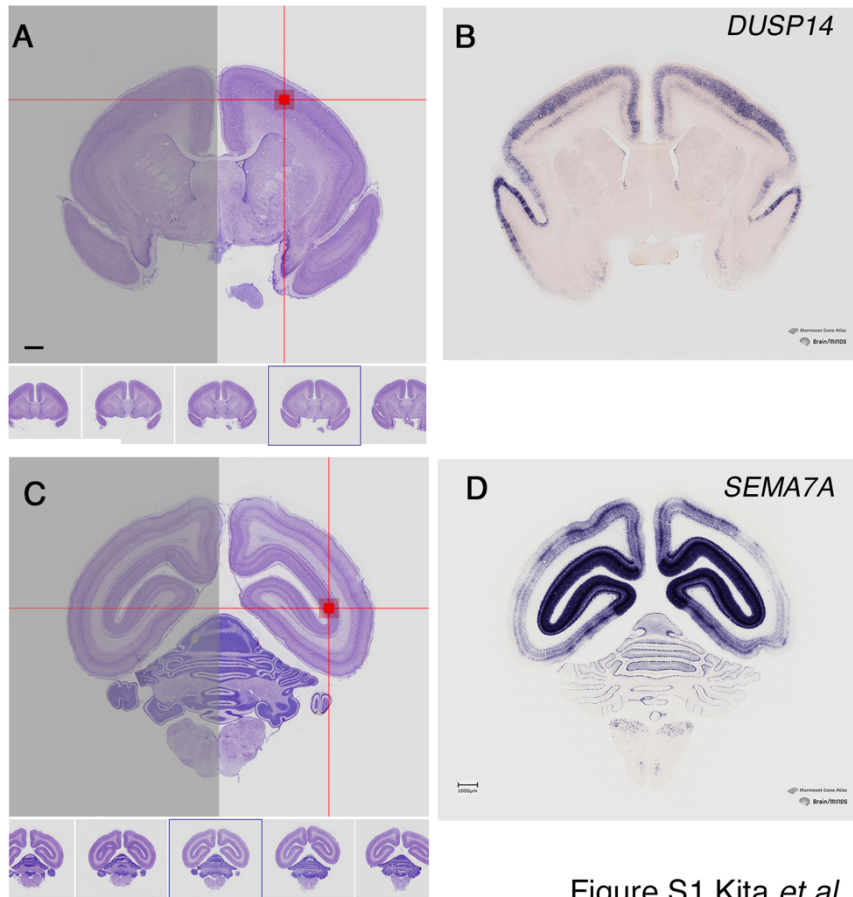 A
B
DUSP14
Marmoset Gene Atlas
Brain/MINDS
C
D
SEMA7A
1000μm
Marmoset Gene Atlas
Brain/MINDS
Figure S1 Kita et al